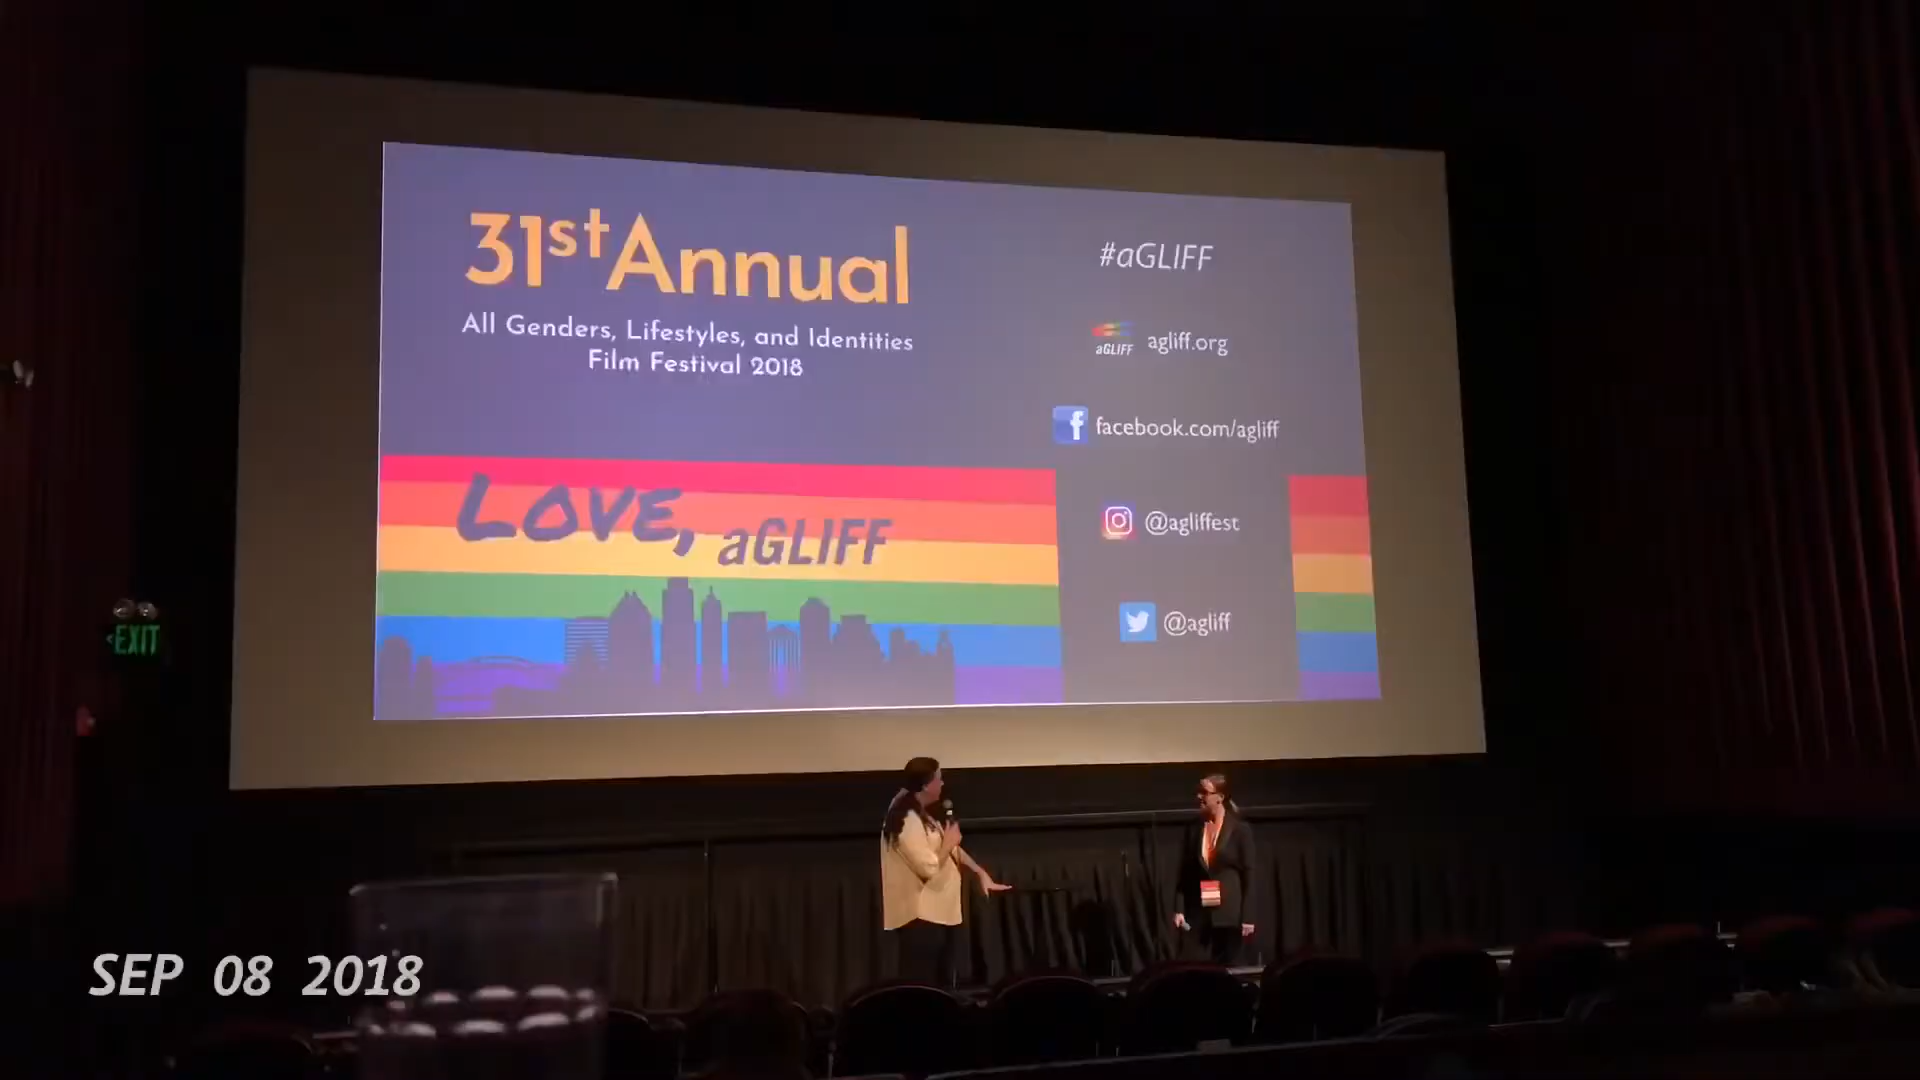 31st Annual
All Genders, Lifestyles, and Identities
Film Festival 2018
Love, aGLIFF
#aGLIFF
aGLIFF agliff.org
f facebook.com/agliff
@agliffest
@agliff
EXIT
SEP 08 2018